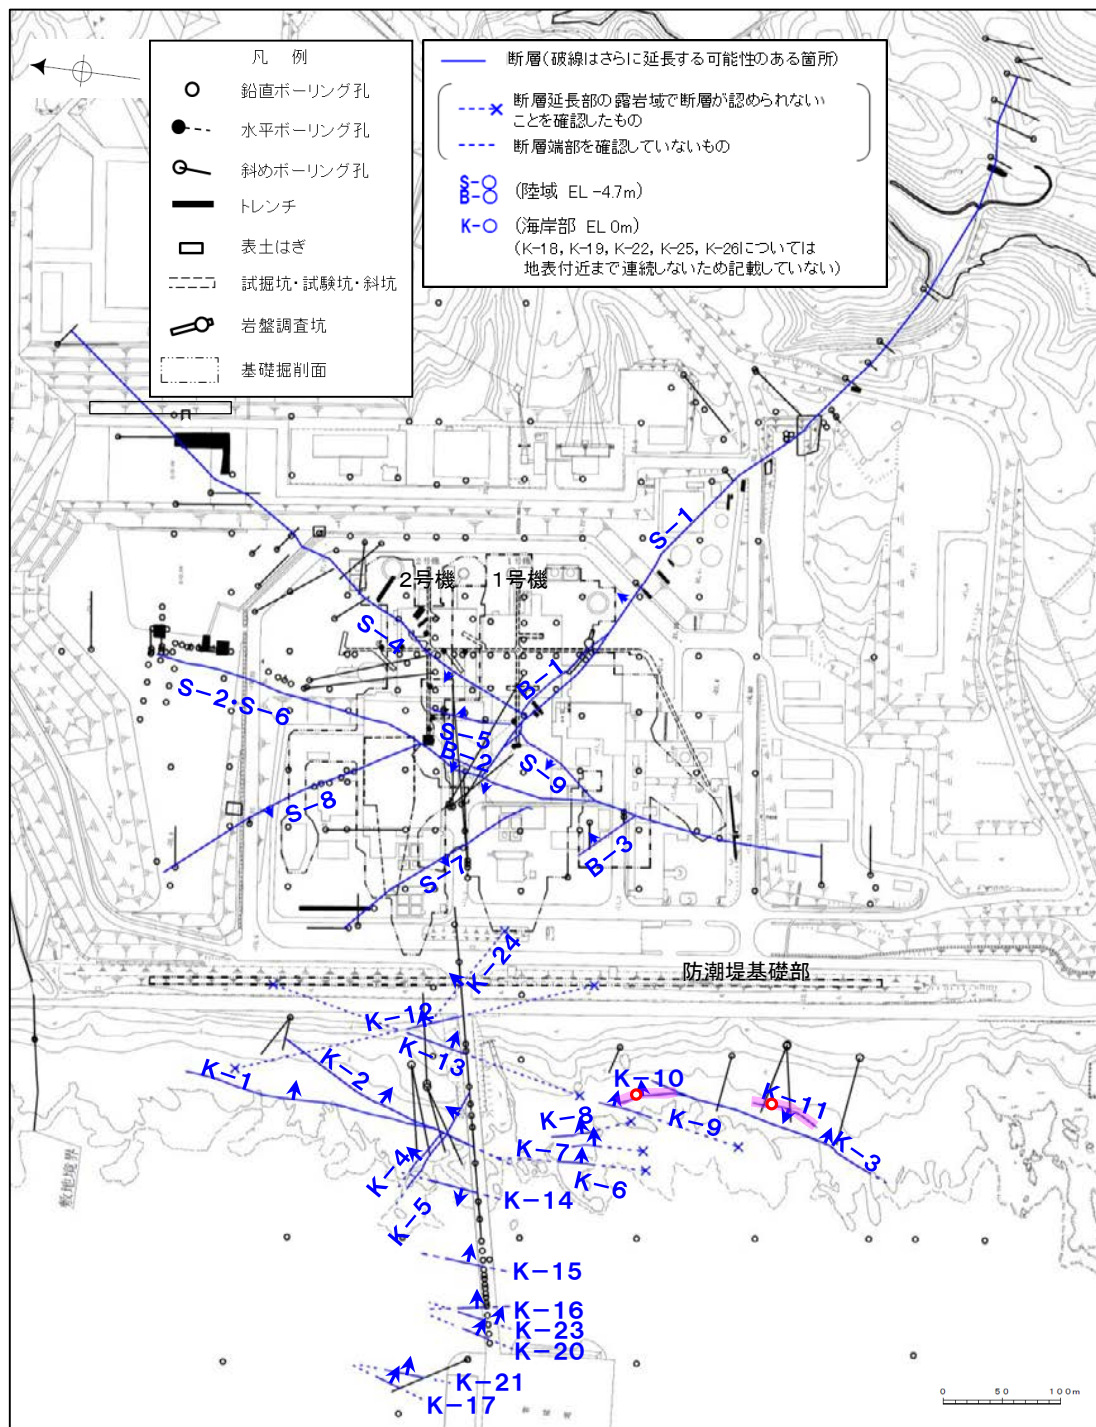 凡 例
鉛直ボーリング孔
水平ボーリング孔
斜めボーリング孔
トレンチ
表土はぎ
試掘坑・試験坑・斜坑
岩盤調査坑
基礎掘削面
断層(破線はさらに延長する可能性のある箇所)
断層延長部の露岩域で断層が認められない
ことを確認したもの
断層端部を確認していないもの
S-○
B-○
(陸域 EL -4.7m)
K-○
(海岸部 EL 0m)
(K-18, K-19, K-22, K-25, K-26については
地表付近まで連続しないため記載していない)
S-1
2号機
1号機
S-4
B-1
S-2・S-6
S-5
B-2
S-9
S-8
S-7
B-3
K-24
防潮堤基礎部
K-12
K-13
K-1
K-2
K-10
K-11
K-8
K-9
K-7
K-3
K-4
K-6
K-5
K-14
敷地境界
K-15
K-16
K-23
K-20
K-21
K-17
0 50 100m